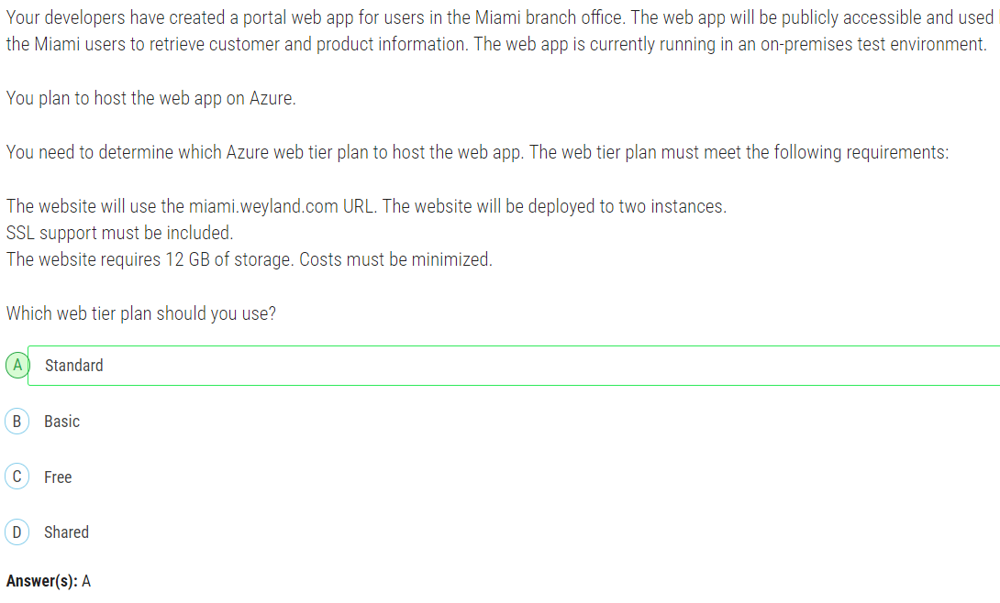 Your developers have created a portal web app for users in the Miami branch office. The web app will be publicly accessible and used
the Miami users to retrieve customer and product information. The web app is currently running in an on-premises test environment.
You plan to host the web app on Azure.
You need to determine which Azure web tier plan to host the web app. The web tier plan must meet the following requirements:
The website will use the miami.weyland.com URL. The website will be deployed to two instances.
SSL support must be included.
The website requires 12 GB of storage. Costs must be minimized.
Which web tier plan should you use?
A Standard
B Basic
C Free
D Shared
Answer(s): A